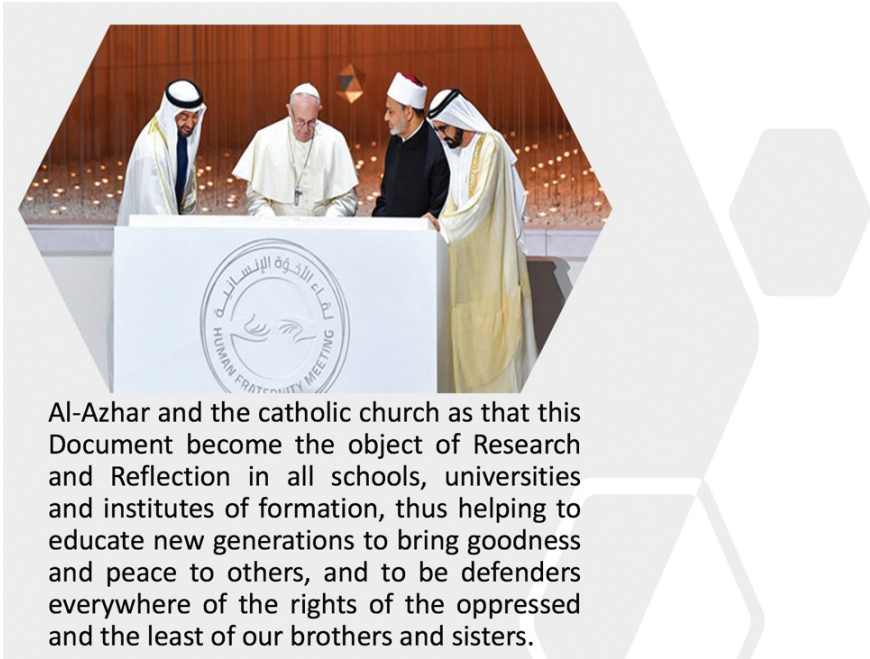 لقاء الأخوّة الإنسانية
HUMAN FRATERNITY MEETING
Al-Azhar and the catholic church as that this
Document become the object of Research
and Reflection in all schools, universities
and institutes of formation, thus helping to
educate new generations to bring goodness
and peace to others, and to be defenders
everywhere of the rights of the oppressed
and the least of our brothers and sisters.